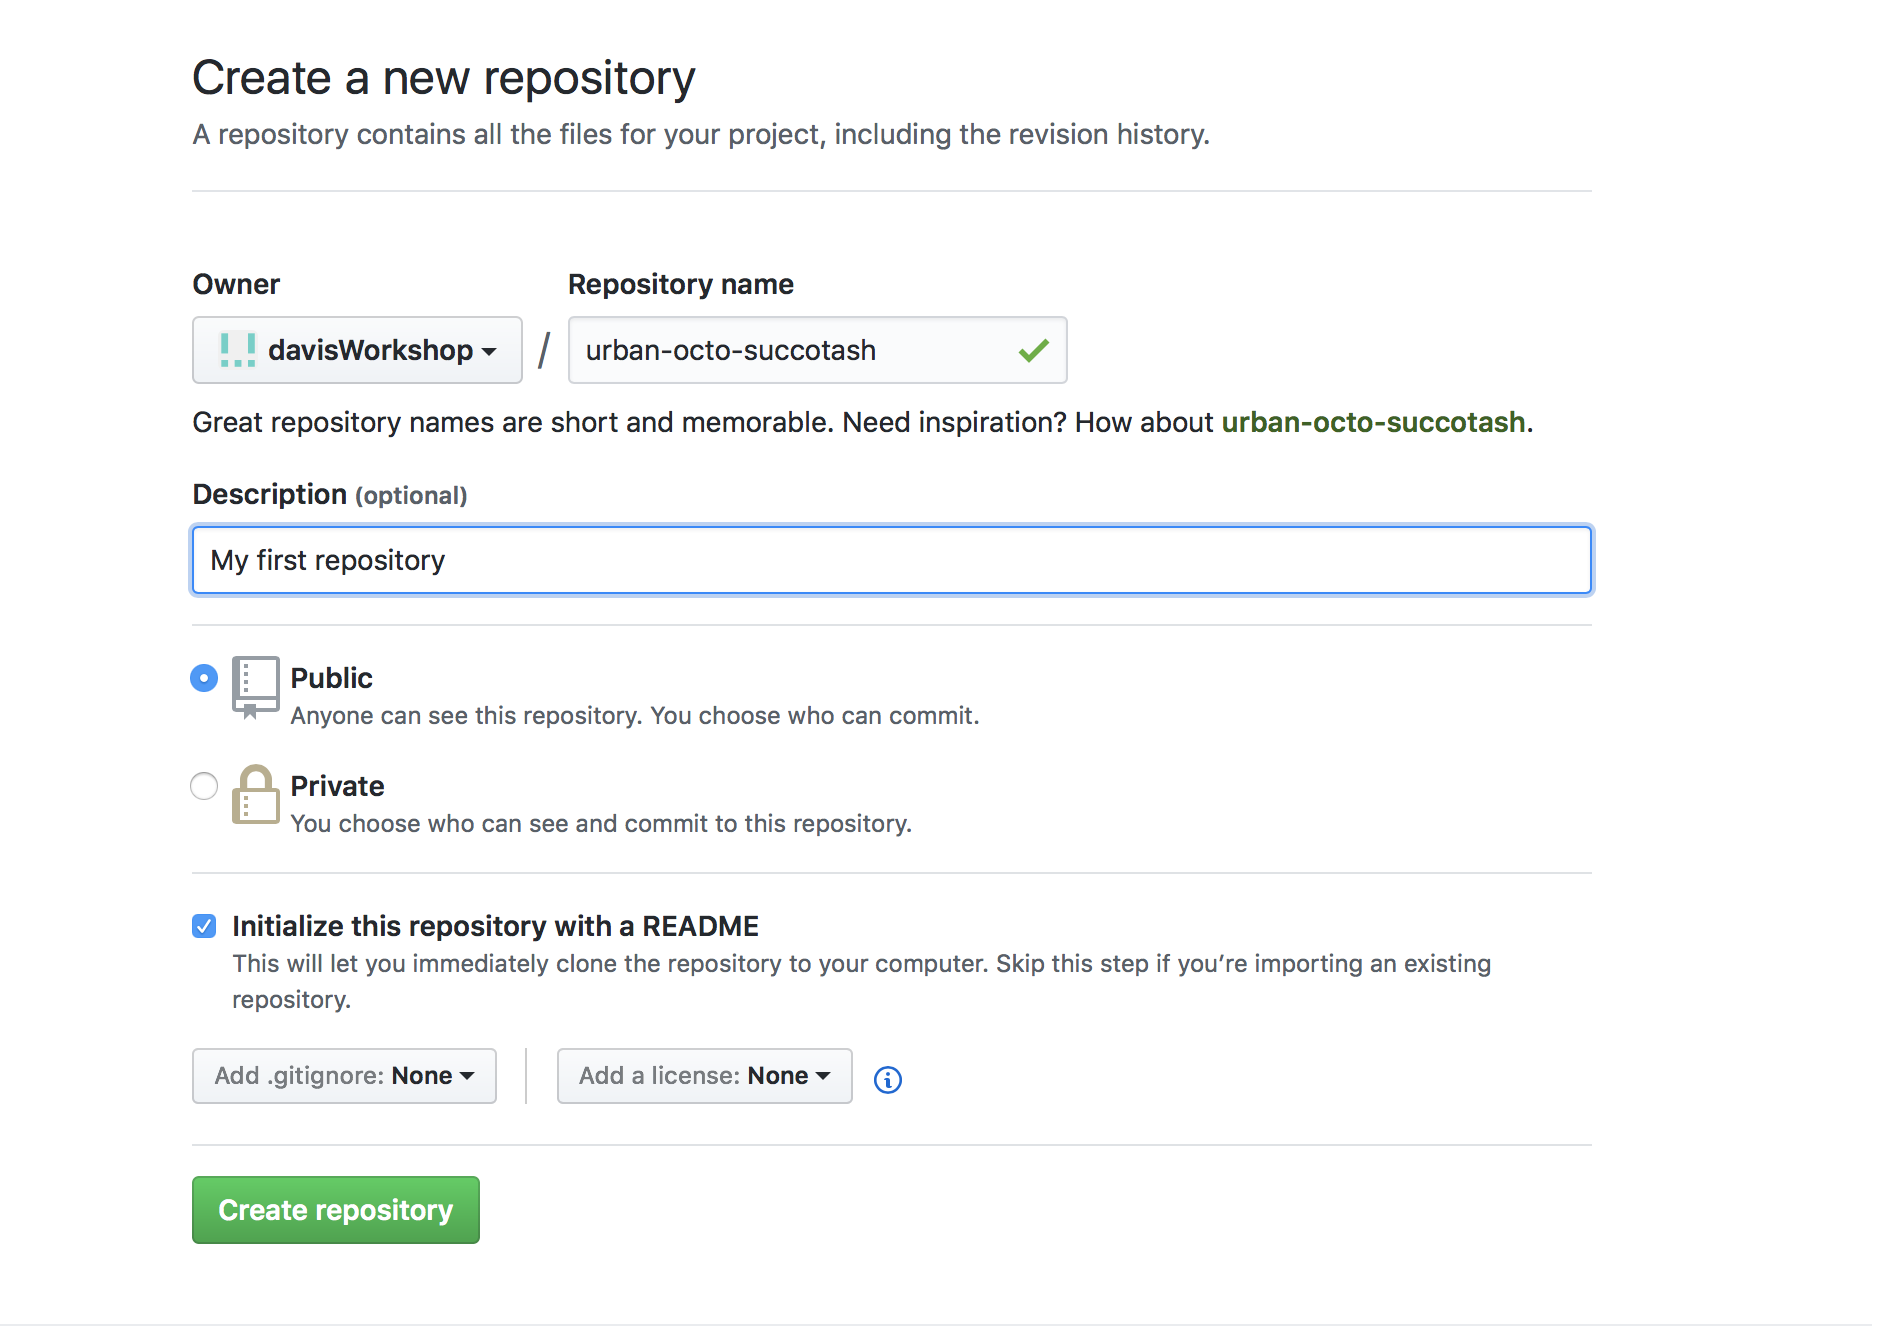 Create a new repository
A repository contains all the files for your project, including the revision history.
Owner
Repository name
davisWorkshop / urban-octo-succotash
Great repository names are short and memorable. Need inspiration? How about urban-octo-succotash.
Description (optional)
My first repository
Public
Anyone can see this repository. You choose who can commit.
Private
You choose who can see and commit to this repository.
Initialize this repository with a README
This will let you immediately clone the repository to your computer. Skip this step if you’re importing an existing
repository.
Add .gitignore: None
Add a license: None
Create repository